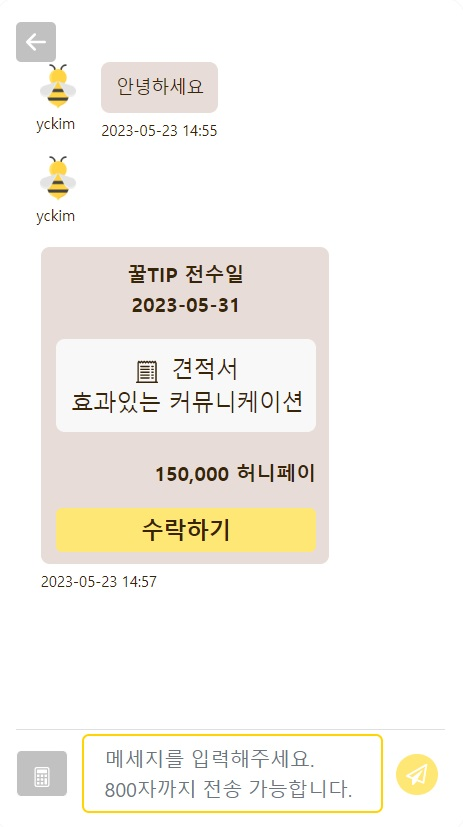 안녕하세요
yckim
2023-05-23 14:55
yckim
꿀TIP 전수일
2023-05-31
견적서
효과있는 커뮤니케이션
150,000 허니페이
수락하기
2023-05-23 14:57
메세지를 입력해주세요.
800자까지 전송 가능합니다.